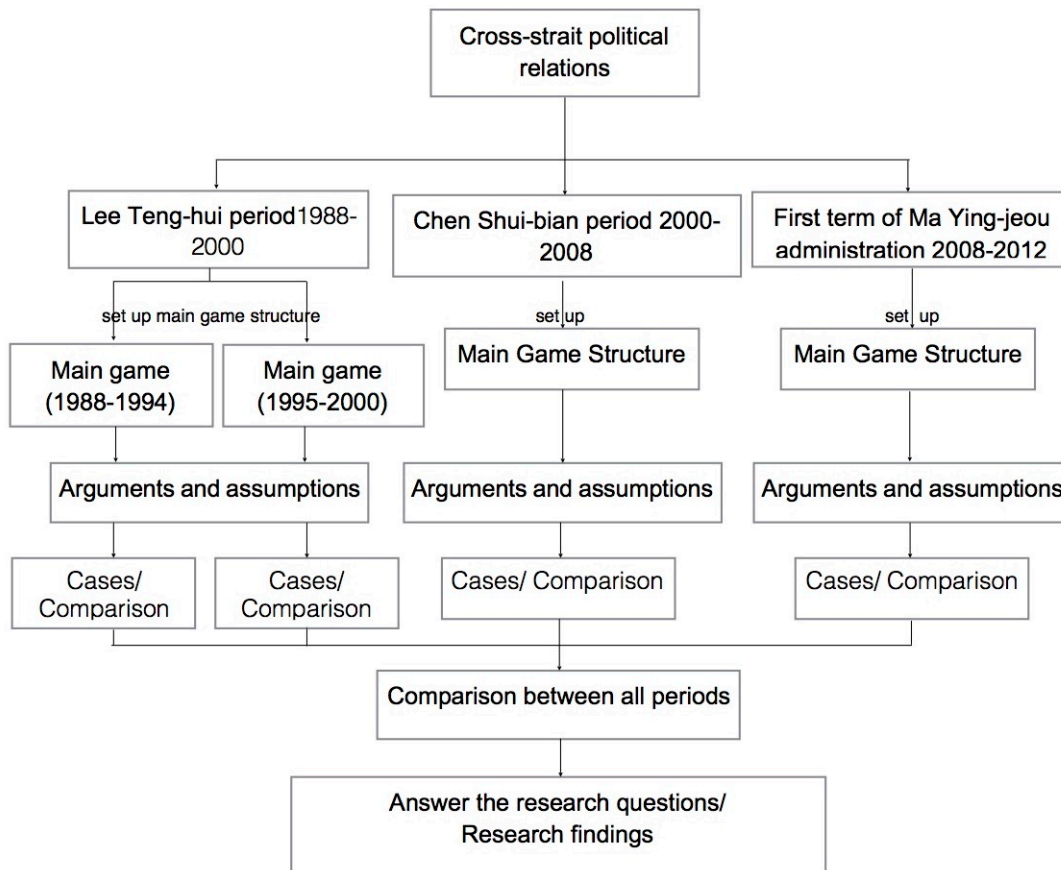 Cross-strait political
relations
Lee Teng-hui period1988-
2000
Chen Shui-bian period 2000-
2008
First term of Ma Ying-jeou
administration 2008-2012
set up main game structure
set up
set up
Main game
(1988-1994)
Main game
(1995-2000)
Main Game Structure
Main Game Structure
Arguments and assumptions
Arguments and assumptions
Arguments and assumptions
Cases/
Comparison
Cases/
Comparison
Cases/ Comparison
Cases/ Comparison
Comparison between all periods
Answer the research questions/
Research findings